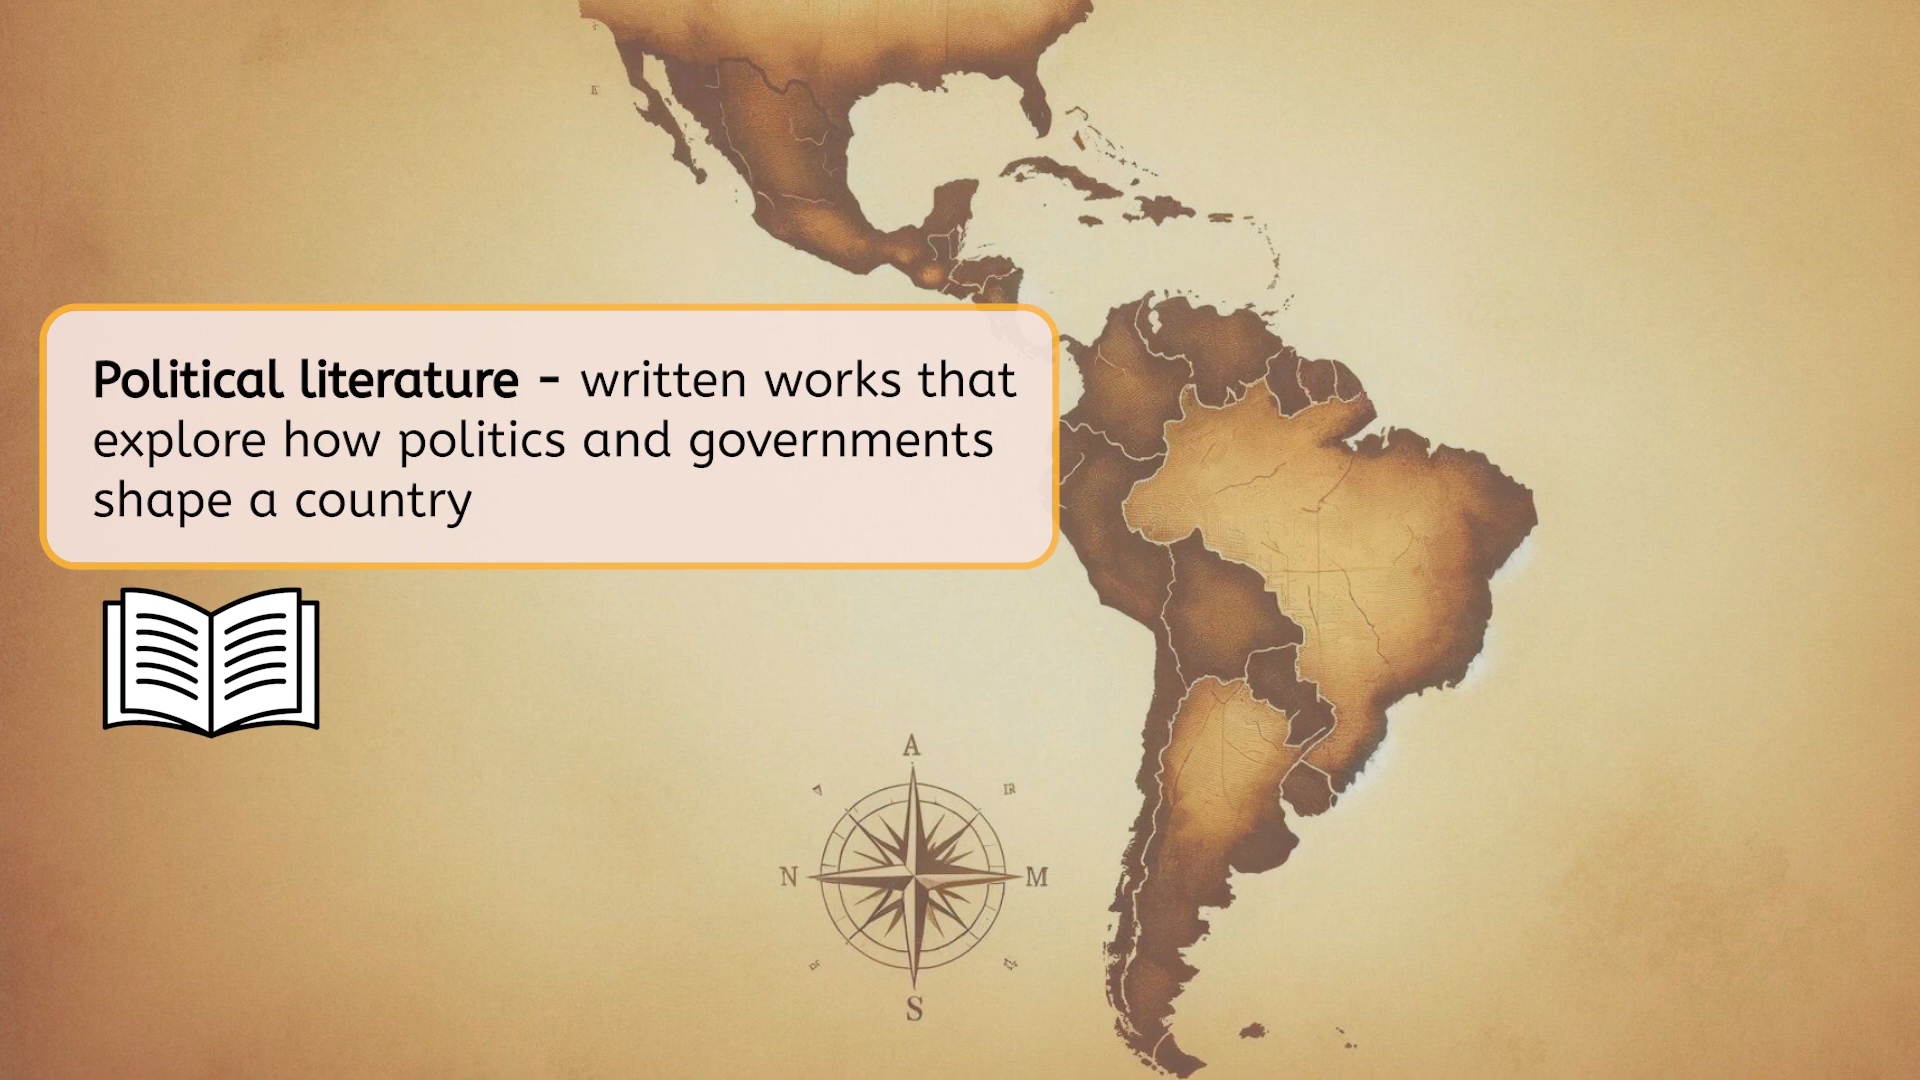 Political literature - written works that
explore how politics and governments
shape a country
A
N
M
S